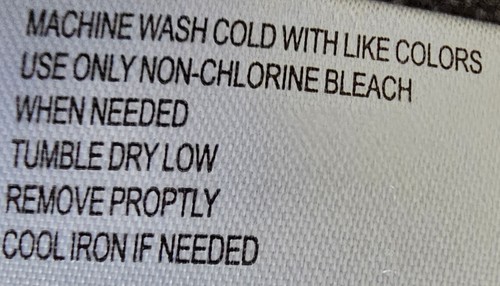 MACHINE WASH COLD WITH LIKE COLORS
USE ONLY NON-CHLORINE BLEACH
WHEN NEEDED
TUMBLE DRY LOW
REMOVE PROPTLY
COOL IRON IF NEEDED